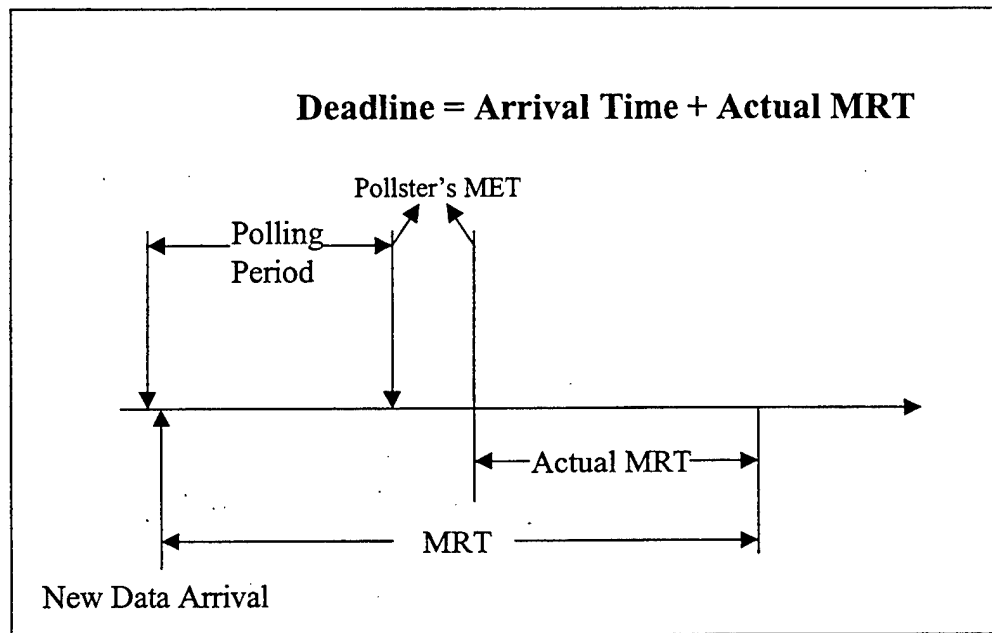 Deadline = Arrival Time + Actual MRT
Pollster's MET
Polling
Period
Actual MRT
MRT
New Data Arrival